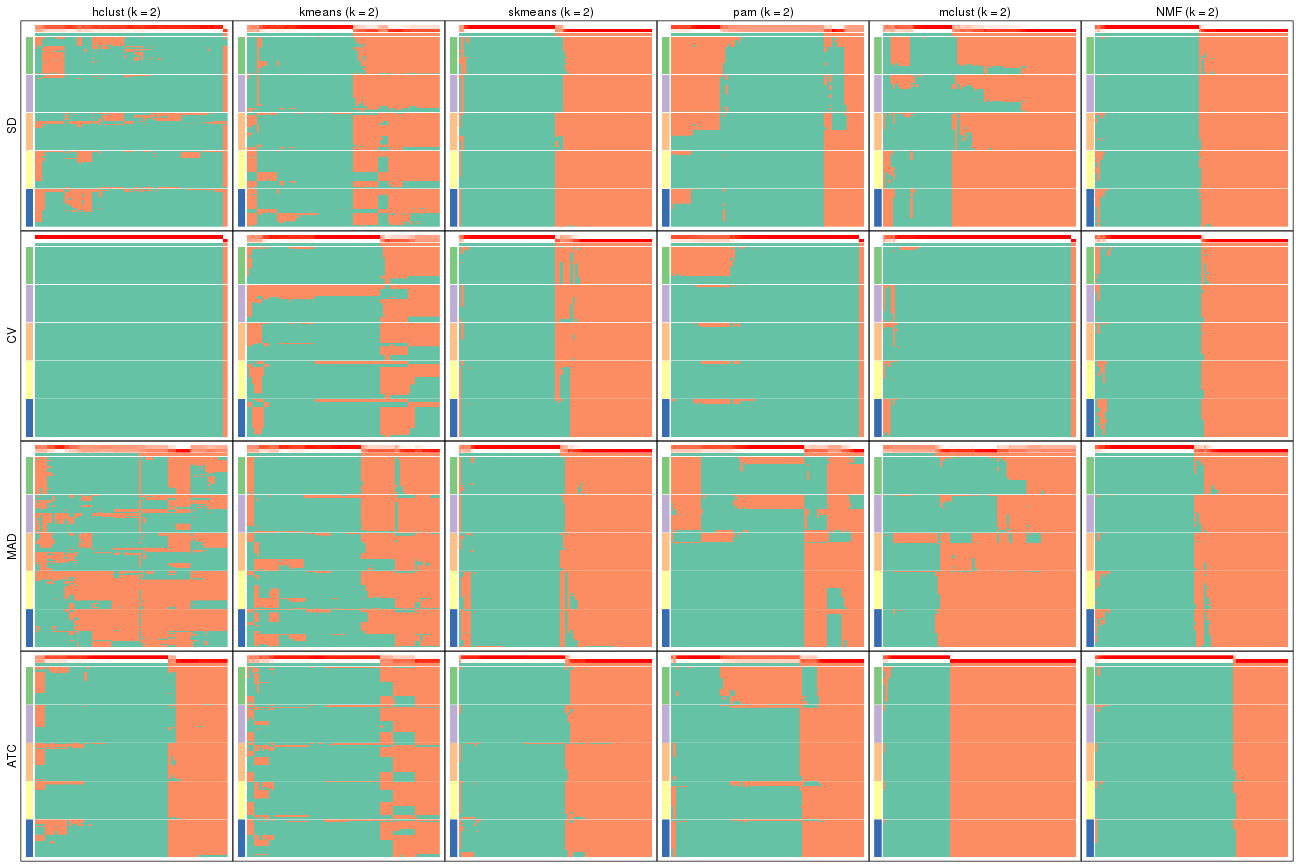 hclust (k = 2) kmeans (k = 2) skmeans (k = 2) pam (k = 2) mclust (k = 2) NMF (k = 2)
SD
CV
MAD
ATC